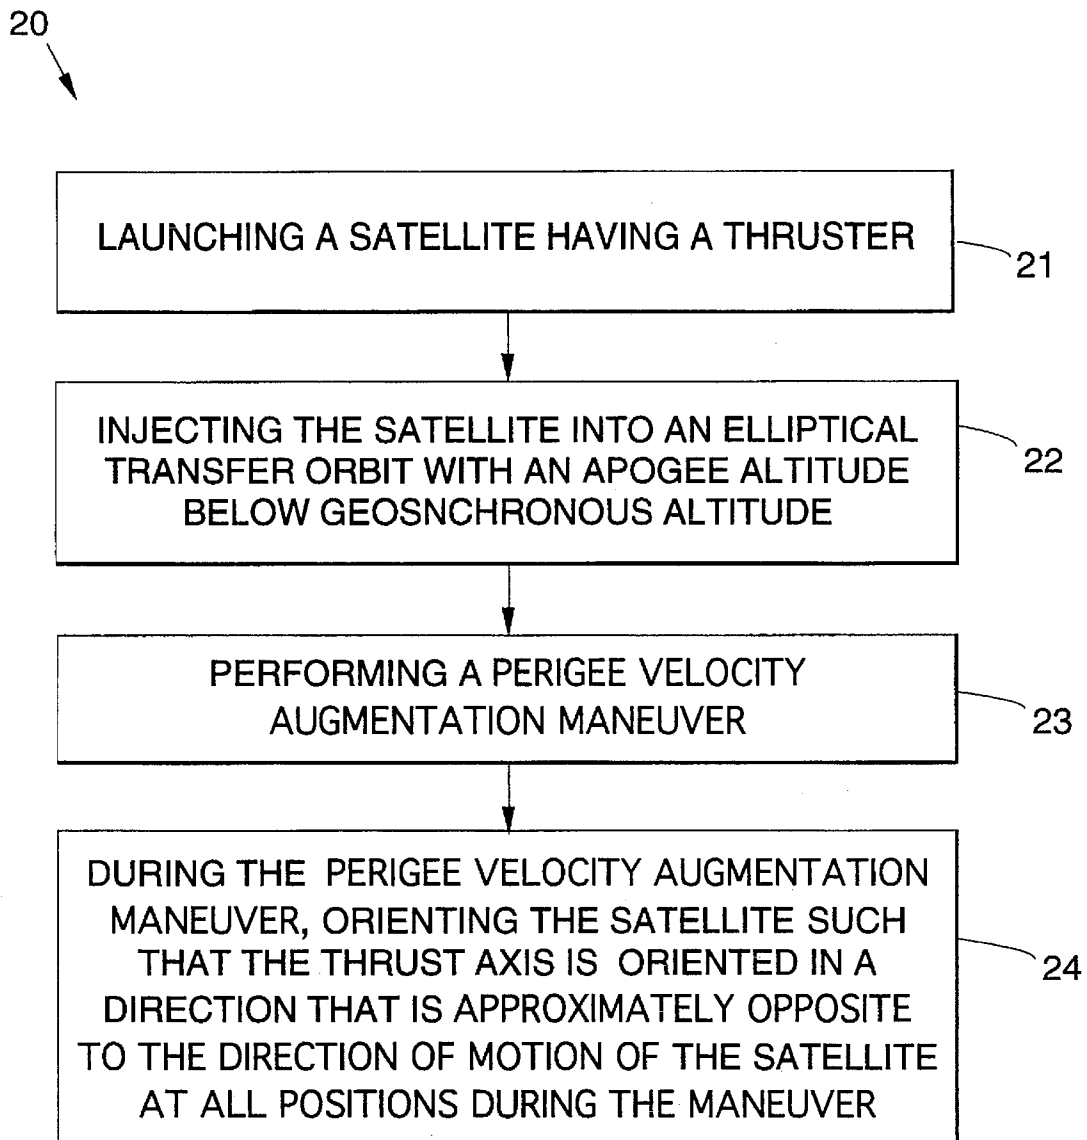 20
LAUNCHING A SATELLITE HAVING A THRUSTER
21
INJECTING THE SATELLITE INTO AN ELLIPTICAL
TRANSFER ORBIT WITH AN APOGEE ALTITUDE
BELOW GEOSNCHRONOUS ALTITUDE
22
PERFORMING A PERIGEE VELOCITY
AUGMENTATION MANEUVER
23
DURING THE PERIGEE VELOCITY AUGMENTATION
MANEUVER, ORIENTING THE SATELLITE SUCH
THAT THE THRUST AXIS IS ORIENTED IN A
DIRECTION THAT IS APPROXIMATELY OPPOSITE
TO THE DIRECTION OF MOTION OF THE SATELLITE
AT ALL POSITIONS DURING THE MANEUVER
24